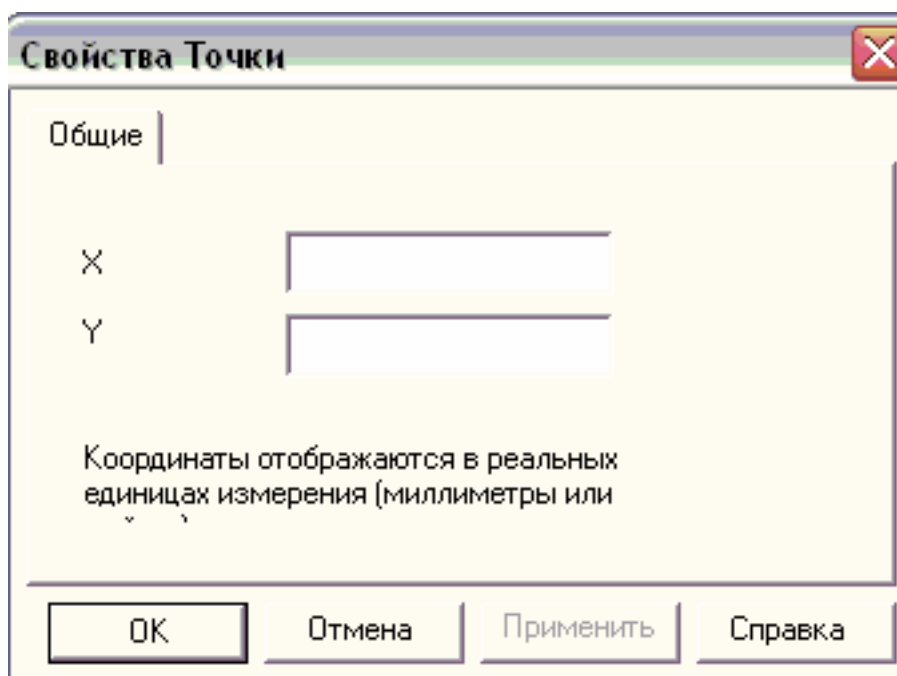 Свойства Точки
Общие
X
Y
Координаты отображаются в реальных
единицах измерения (миллиметры или
OK
Отмена
Применить
Справка